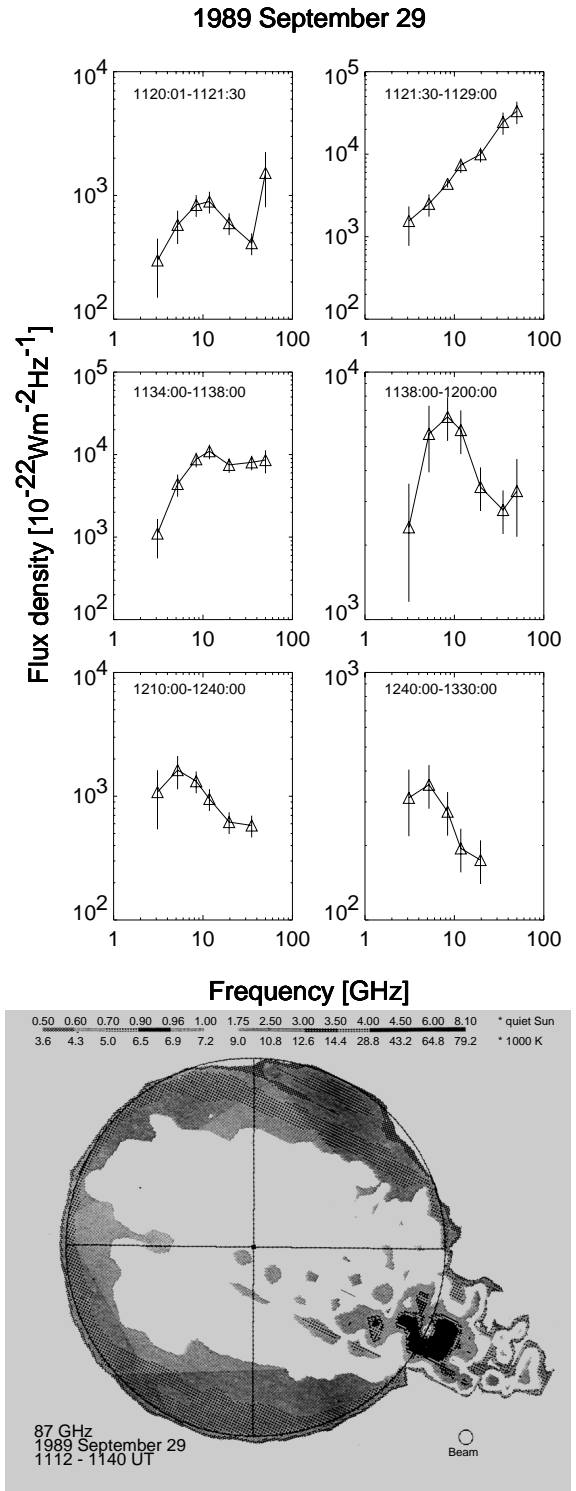 1989 September 29
10^4
1120:01-1121:30
10^3
10^2
1 10 100
10^5
1121:30-1129:00
10^4
10^3
10^2
1 10 100
10^5
1134:00-1138:00
10^4
10^3
10^2
1 10 100
10^4
1138:00-1200:00
10^3
1 10 100
10^4
1210:00-1240:00
10^3
10^2
1 10 100
10^3
1240:00-1330:00
10^2
1 10 100
Flux density [10^-22Wm^-2Hz^-1]
Frequency [GHz]
0.50 0.60 0.70 0.90 0.96 1.00 1.75 2.50 3.00 3.50 4.00 4.50 6.00 8.10 * quiet Sun
3.6 4.3 5.0 6.5 6.9 7.2 9.0 10.8 12.6 14.4 28.8 43.2 64.8 79.2 * 1000 K
87 GHz
1989 September 29
1112 - 1140 UT
Beam